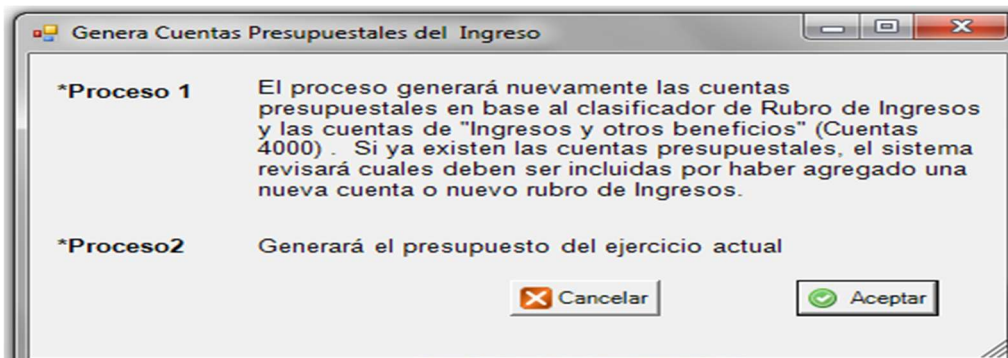 Genera Cuentas Presupuestales del Ingreso
*Proceso 1
El proceso generará nuevamente las cuentas
presupuestales en base al clasificador de Rubro de Ingresos
y las cuentas de "Ingresos y otros beneficios" (Cuentas
4000) . Si ya existen las cuentas presupuestales, el sistema
revisará cuales deben ser incluidas por haber agregado una
nueva cuenta o nuevo rubro de Ingresos.
*Proceso2
Generará el presupuesto del ejercicio actual
Cancelar
Aceptar